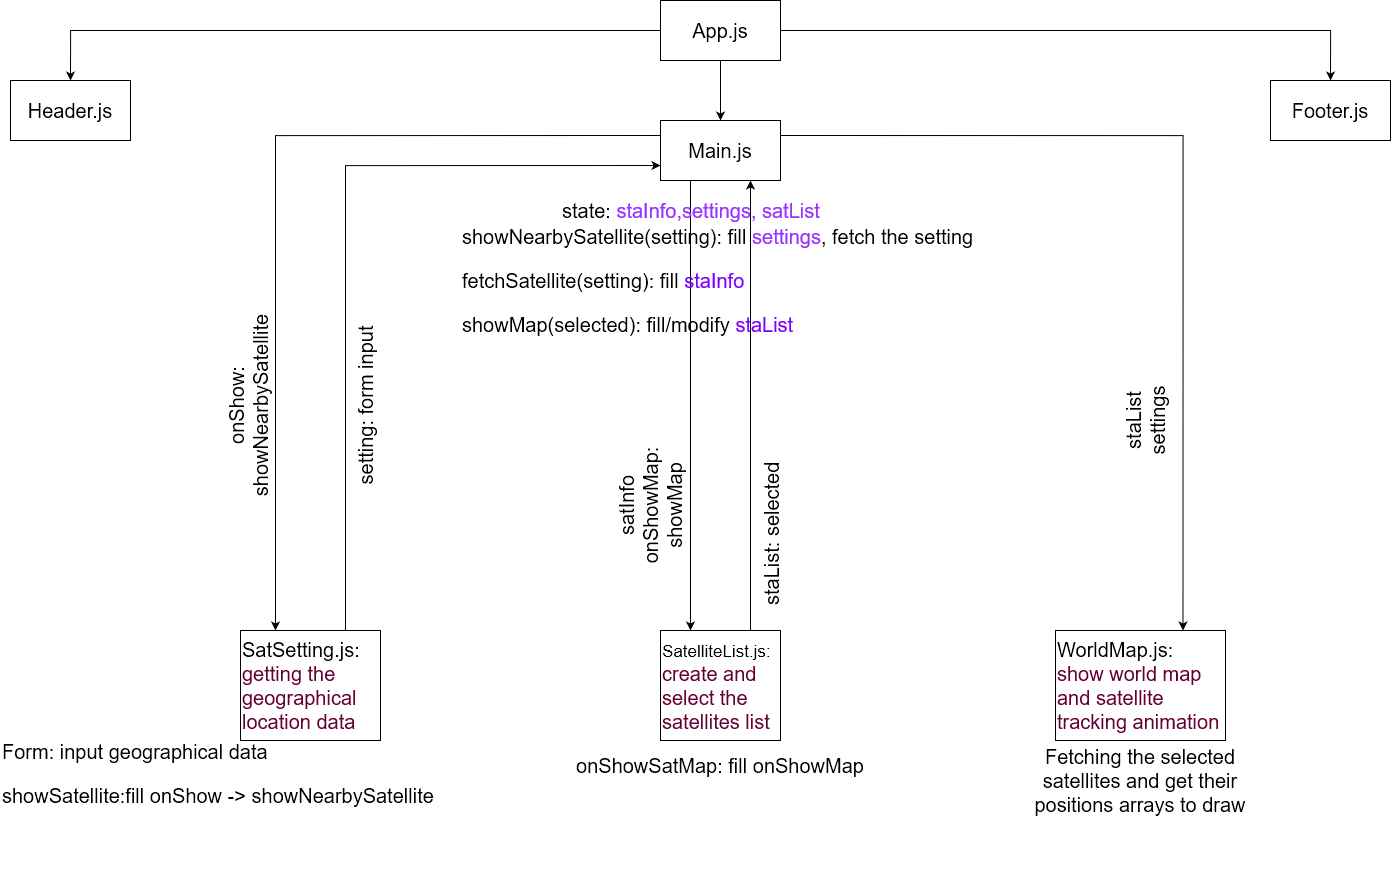 App.js
Header.js
Footer.js
Main.js
state: staInfo,settings, satList
showNearbySatellite(setting): fill settings, fetch the setting
fetchSatellite(setting): fill staInfo
showMap(selected): fill/modify staList
onShow:
showNearbySatellite
setting: form input
satInfo
onShowMap:
showMap
staList: selected
staList
settings
SatSetting.js:
getting the
geographical
location data
SatelliteList.js:
create and
select the
satellites list
WorldMap.js:
show world map
and satellite
tracking animation
Form: input geographical data
showSatellite:fill onShow -> showNearbySatellite
onShowSatMap: fill onShowMap
Fetching the selected
satellites and get their
positions arrays to draw